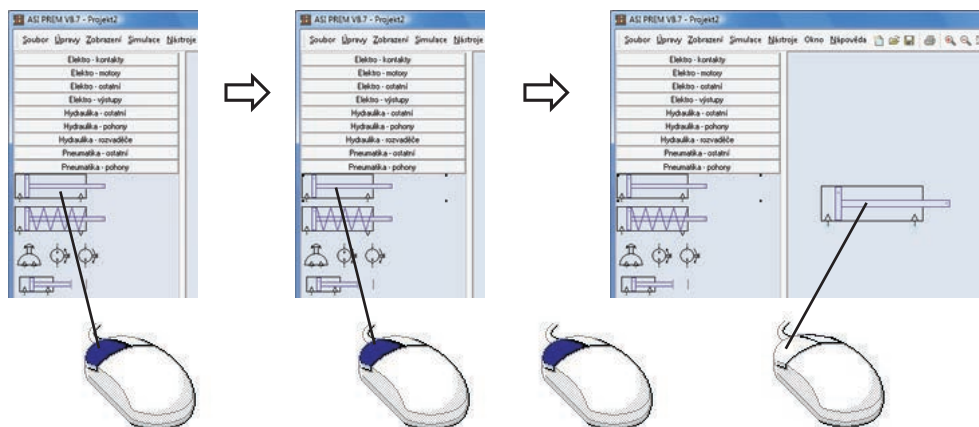 ASI PREM V8.7 - Projekt2
Soubor Úpravy Zobrazení Simulace Nástroje
Elektro - kontakty
Elektro - motory
Elektro - ostatní
Elektro - výstupy
Hydraulika - ostatní
Hydraulika - pohony
Hydraulika - rozvaděče
Pneumatika - ostatní
Pneumatika - pohony
ASI PREM V8.7 - Projekt2
Soubor Úpravy Zobrazení Simulace Nástroje
Elektro - kontakty
Elektro - motory
Elektro - ostatní
Elektro - výstupy
Hydraulika - ostatní
Hydraulika - pohony
Hydraulika - rozvaděče
Pneumatika - ostatní
Pneumatika - pohony
ASI PREM V8.7 - Projekt2
Soubor Úpravy Zobrazení Simulace Nástroje Okno Nápověda
Elektro - kontakty
Elektro - motory
Elektro - ostatní
Elektro - výstupy
Hydraulika - ostatní
Hydraulika - pohony
Hydraulika - rozvaděče
Pneumatika - ostatní
Pneumatika - pohony